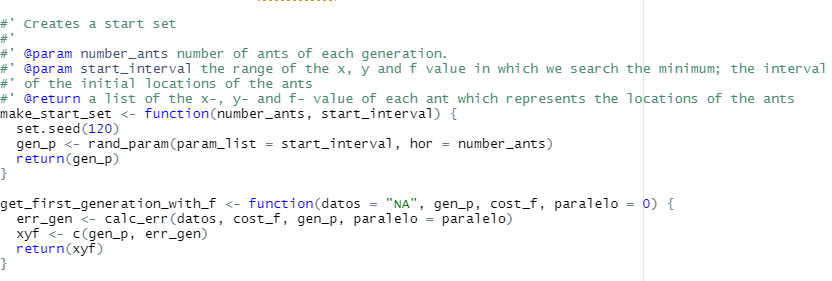 #' Creates a start set
#'
#' @param number_ants number of ants of each generation.
#' @param start_interval the range of the x, y and f value in which we search the minimum; the interval
#' of the initial locations of the ants
#' @return a list of the x-, y- and f- value of each ant which represents the locations of the ants
make_start_set <- function(number_ants, start_interval) {
  set.seed(120)
  gen_p <- rand_param(param_list = start_interval, hor = number_ants)
  return(gen_p)
}

get_first_generation_with_f <- function(datos = "NA", gen_p, cost_f, paralelo = 0) {
  err_gen <- calc_err(datos, cost_f, gen_p, paralelo = paralelo)
  xyf <- c(gen_p, err_gen)
  return(xyf)
}